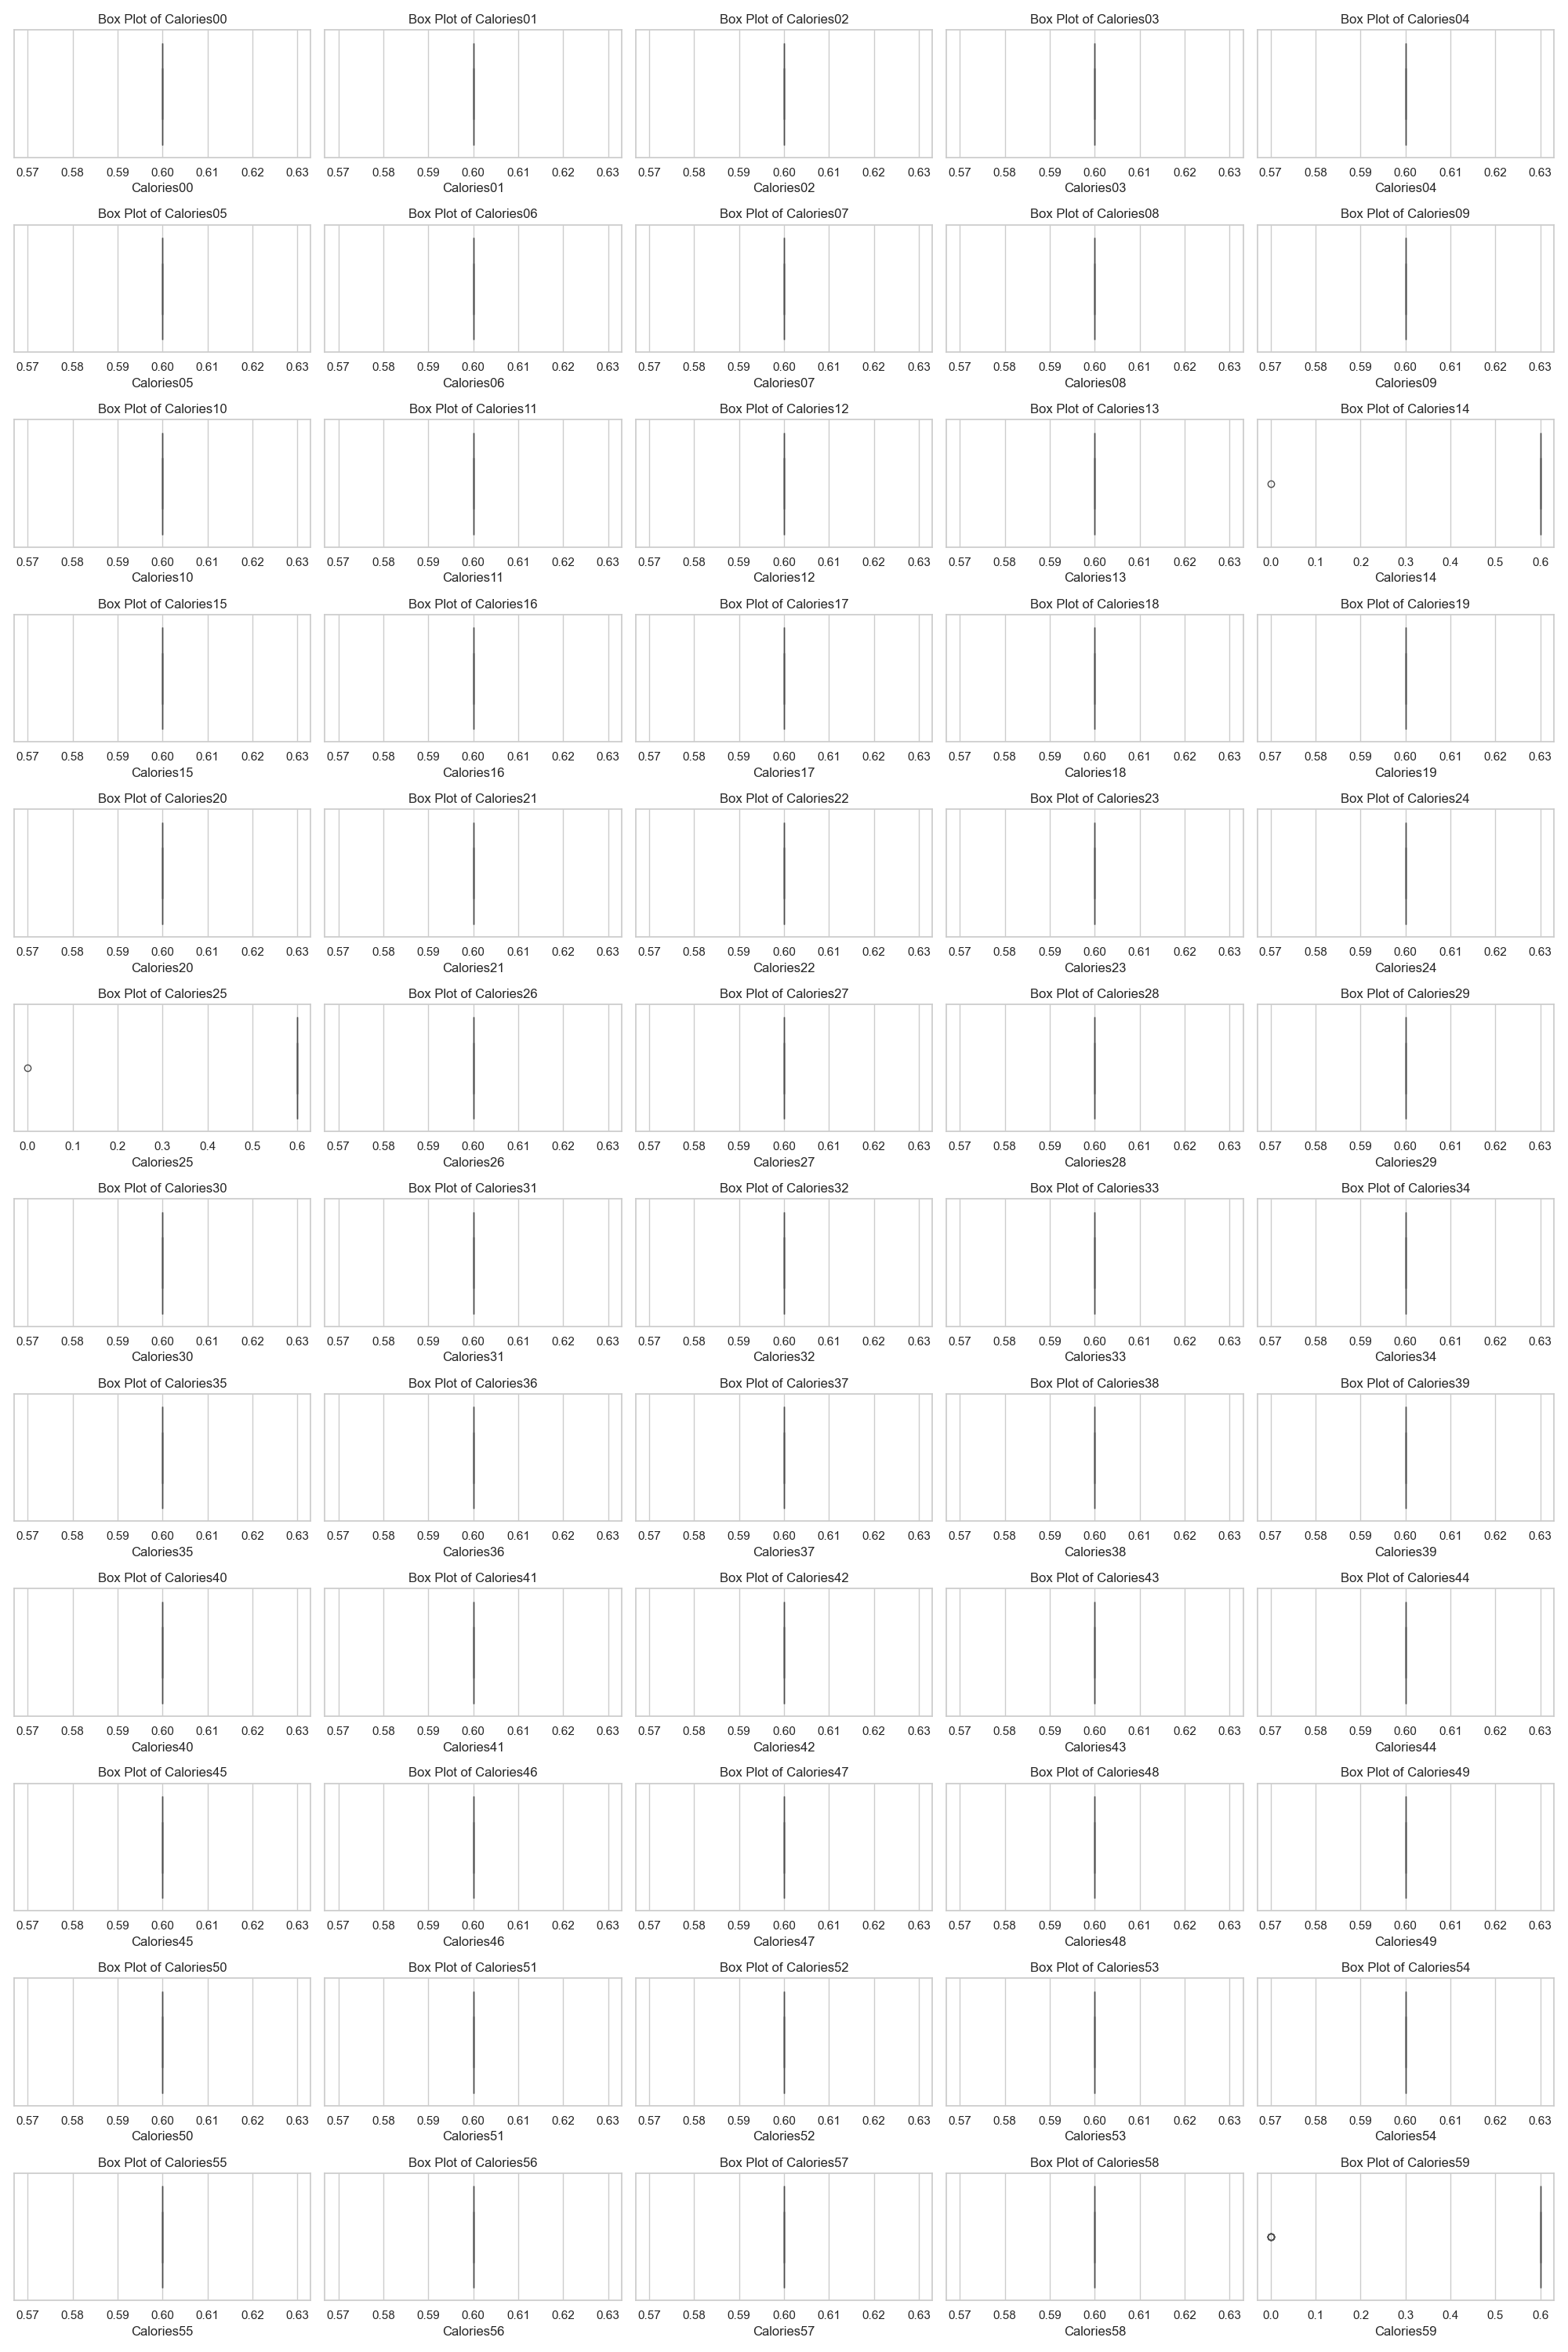 Box Plot of Calories00 Box Plot of Calories01 Box Plot of Calories02 Box Plot of Calories03 Box Plot of Calories04
0.57 0.58 0.59 0.60 0.61 0.62 0.63 0.57 0.58 0.59 0.60 0.61 0.62 0.63 0.57 0.58 0.59 0.60 0.61 0.62 0.63 0.57 0.58 0.59 0.60 0.61 0.62 0.63 0.57 0.58 0.59 0.60 0.61 0.62 0.63
Calories00 Calories01 Calories02 Calories03 Calories04
Box Plot of Calories05 Box Plot of Calories06 Box Plot of Calories07 Box Plot of Calories08 Box Plot of Calories09
0.57 0.58 0.59 0.60 0.61 0.62 0.63 0.57 0.58 0.59 0.60 0.61 0.62 0.63 0.57 0.58 0.59 0.60 0.61 0.62 0.63 0.57 0.58 0.59 0.60 0.61 0.62 0.63 0.57 0.58 0.59 0.60 0.61 0.62 0.63
Calories05 Calories06 Calories07 Calories08 Calories09
Box Plot of Calories10 Box Plot of Calories11 Box Plot of Calories12 Box Plot of Calories13 Box Plot of Calories14
0.57 0.58 0.59 0.60 0.61 0.62 0.63 0.57 0.58 0.59 0.60 0.61 0.62 0.63 0.57 0.58 0.59 0.60 0.61 0.62 0.63 0.57 0.58 0.59 0.60 0.61 0.62 0.63 0.0 0.1 0.2 0.3 0.4 0.5 0.6
Calories10 Calories11 Calories12 Calories13 Calories14
Box Plot of Calories15 Box Plot of Calories16 Box Plot of Calories17 Box Plot of Calories18 Box Plot of Calories19
0.57 0.58 0.59 0.60 0.61 0.62 0.63 0.57 0.58 0.59 0.60 0.61 0.62 0.63 0.57 0.58 0.59 0.60 0.61 0.62 0.63 0.57 0.58 0.59 0.60 0.61 0.62 0.63 0.57 0.58 0.59 0.60 0.61 0.62 0.63
Calories15 Calories16 Calories17 Calories18 Calories19
Box Plot of Calories20 Box Plot of Calories21 Box Plot of Calories22 Box Plot of Calories23 Box Plot of Calories24
0.57 0.58 0.59 0.60 0.61 0.62 0.63 0.57 0.58 0.59 0.60 0.61 0.62 0.63 0.57 0.58 0.59 0.60 0.61 0.62 0.63 0.57 0.58 0.59 0.60 0.61 0.62 0.63 0.57 0.58 0.59 0.60 0.61 0.62 0.63
Calories20 Calories21 Calories22 Calories23 Calories24
Box Plot of Calories25 Box Plot of Calories26 Box Plot of Calories27 Box Plot of Calories28 Box Plot of Calories29
0.0 0.1 0.2 0.3 0.4 0.5 0.6 0.57 0.58 0.59 0.60 0.61 0.62 0.63 0.57 0.58 0.59 0.60 0.61 0.62 0.63 0.57 0.58 0.59 0.60 0.61 0.62 0.63 0.57 0.58 0.59 0.60 0.61 0.62 0.63
Calories25 Calories26 Calories27 Calories28 Calories29
Box Plot of Calories30 Box Plot of Calories31 Box Plot of Calories32 Box Plot of Calories33 Box Plot of Calories34
0.57 0.58 0.59 0.60 0.61 0.62 0.63 0.57 0.58 0.59 0.60 0.61 0.62 0.63 0.57 0.58 0.59 0.60 0.61 0.62 0.63 0.57 0.58 0.59 0.60 0.61 0.62 0.63 0.57 0.58 0.59 0.60 0.61 0.62 0.63
Calories30 Calories31 Calories32 Calories33 Calories34
Box Plot of Calories35 Box Plot of Calories36 Box Plot of Calories37 Box Plot of Calories38 Box Plot of Calories39
0.57 0.58 0.59 0.60 0.61 0.62 0.63 0.57 0.58 0.59 0.60 0.61 0.62 0.63 0.57 0.58 0.59 0.60 0.61 0.62 0.63 0.57 0.58 0.59 0.60 0.61 0.62 0.63 0.57 0.58 0.59 0.60 0.61 0.62 0.63
Calories35 Calories36 Calories37 Calories38 Calories39
Box Plot of Calories40 Box Plot of Calories41 Box Plot of Calories42 Box Plot of Calories43 Box Plot of Calories44
0.57 0.58 0.59 0.60 0.61 0.62 0.63 0.57 0.58 0.59 0.60 0.61 0.62 0.63 0.57 0.58 0.59 0.60 0.61 0.62 0.63 0.57 0.58 0.59 0.60 0.61 0.62 0.63 0.57 0.58 0.59 0.60 0.61 0.62 0.63
Calories40 Calories41 Calories42 Calories43 Calories44
Box Plot of Calories45 Box Plot of Calories46 Box Plot of Calories47 Box Plot of Calories48 Box Plot of Calories49
0.57 0.58 0.59 0.60 0.61 0.62 0.63 0.57 0.58 0.59 0.60 0.61 0.62 0.63 0.57 0.58 0.59 0.60 0.61 0.62 0.63 0.57 0.58 0.59 0.60 0.61 0.62 0.63 0.57 0.58 0.59 0.60 0.61 0.62 0.63
Calories45 Calories46 Calories47 Calories48 Calories49
Box Plot of Calories50 Box Plot of Calories51 Box Plot of Calories52 Box Plot of Calories53 Box Plot of Calories54
0.57 0.58 0.59 0.60 0.61 0.62 0.63 0.57 0.58 0.59 0.60 0.61 0.62 0.63 0.57 0.58 0.59 0.60 0.61 0.62 0.63 0.57 0.58 0.59 0.60 0.61 0.62 0.63 0.57 0.58 0.59 0.60 0.61 0.62 0.63
Calories50 Calories51 Calories52 Calories53 Calories54
Box Plot of Calories55 Box Plot of Calories56 Box Plot of Calories57 Box Plot of Calories58 Box Plot of Calories59
0.57 0.58 0.59 0.60 0.61 0.62 0.63 0.57 0.58 0.59 0.60 0.61 0.62 0.63 0.57 0.58 0.59 0.60 0.61 0.62 0.63 0.57 0.58 0.59 0.60 0.61 0.62 0.63 0.0 0.1 0.2 0.3 0.4 0.5 0.6
Calories55 Calories56 Calories57 Calories58 Calories59